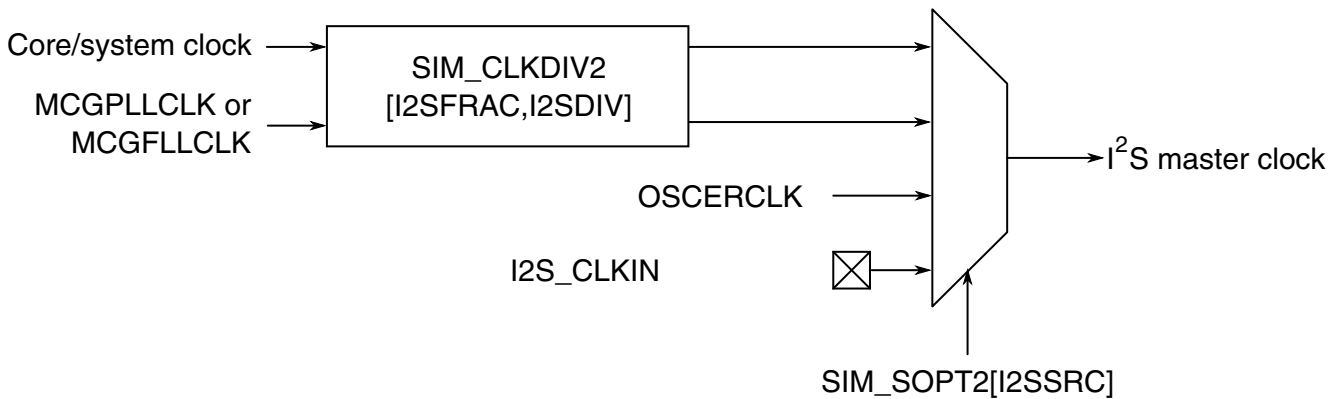 Core/system clock
MCGPLLCLK or
MCGFLLCLK
SIM_CLKDIV2
[I2SFRAC,I2SDIV]
OSCERCLK
I2S_CLKIN
I²S master clock
SIM_SOPT2[I2SSRC]